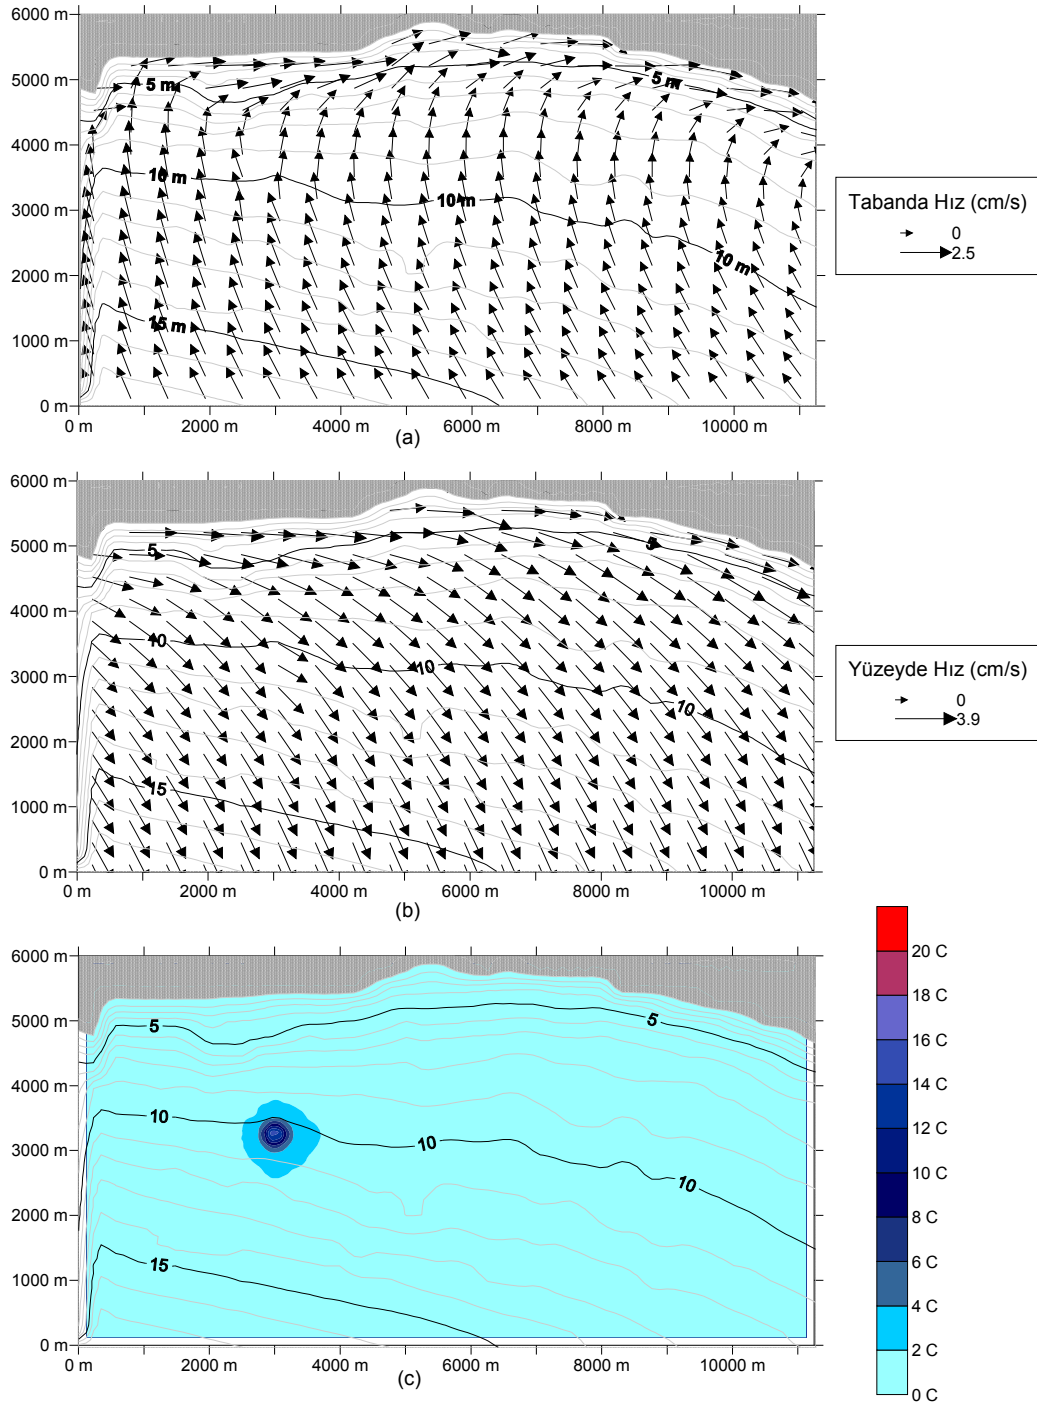 6000 m
5000 m
4000 m
3000 m
2000 m
1000 m
0 m
5 m
5 m
10 m
10 m
10 m
15 m
0 m
2000 m
4000 m
6000 m
8000 m
10000 m
(a)
Tabanda Hız (cm/s)
0
2.5
6000 m
5000 m
4000 m
3000 m
2000 m
1000 m
0 m
5
5
10
10
10
15
0 m
2000 m
4000 m
6000 m
8000 m
10000 m
(b)
Yüzeyde Hız (cm/s)
0
3.9
6000 m
5000 m
4000 m
3000 m
2000 m
1000 m
0 m
5
5
10
10
10
15
0 m
2000 m
4000 m
6000 m
8000 m
10000 m
(c)
20 C
18 C
16 C
14 C
12 C
10 C
8 C
6 C
4 C
2 C
0 C